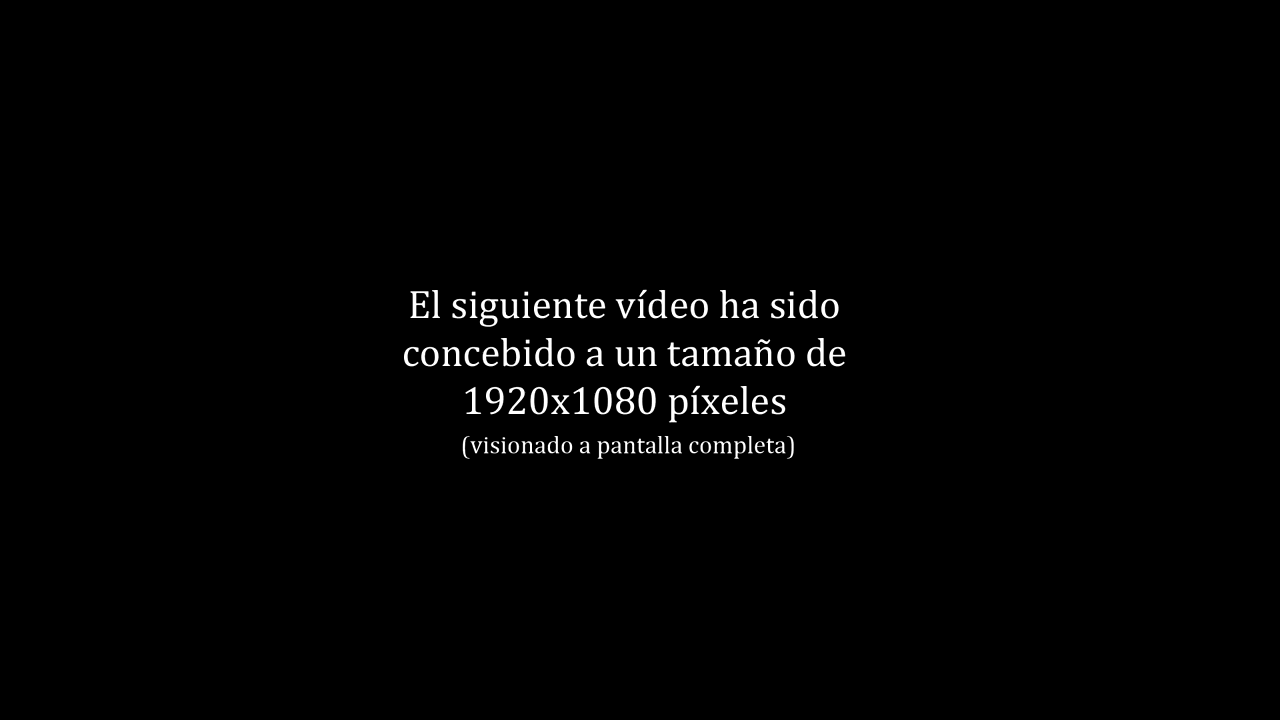 El siguiente vídeo ha sido
concebido a un tamaño de
1920x1080 píxeles
(visionado a pantalla completa)